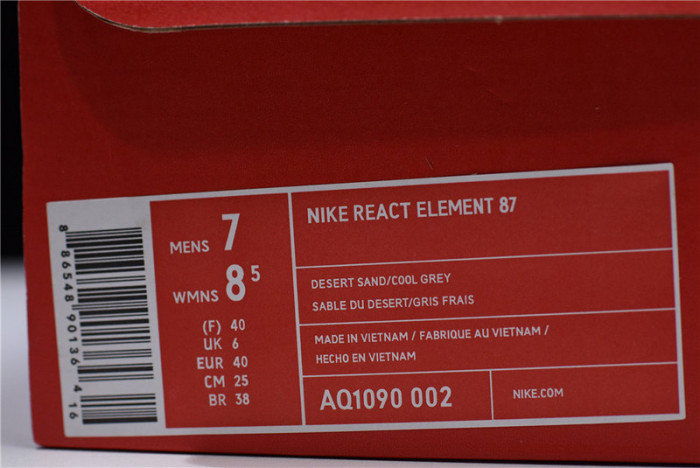 8 86548 90136 4 16
MENS 7
WMNS 8 5
(F) 40
UK 6
EUR 40
CM 25
BR 38
NIKE REACT ELEMENT 87
DESERT SAND/COOL GREY
SABLE DU DESERT/GRIS FRAIS
MADE IN VIETNAM / FABRIQUE AU VIETNAM /
HECHO EN VIETNAM
AQ1090 002
NIKE.COM